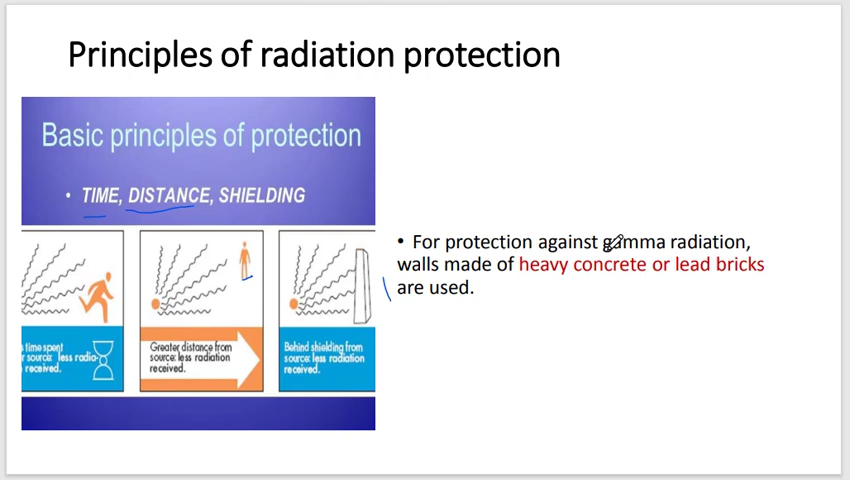 Principles of radiation protection
Basic principles of protection
• TIME, DISTANCE, SHIELDING
time spent
source: less radia-
received.
Greater distance from
source: less radiation
received.
Behind shielding from
source: less radiation
received.
• For protection against gamma radiation,
walls made of heavy concrete or lead bricks
are used.